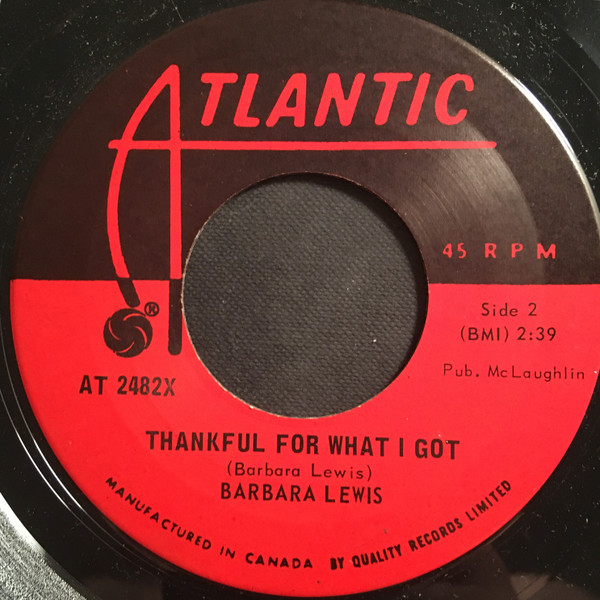 ATLANTIC
45 RPM
®
Side 2
(BMI) 2:39
AT 2482X
Pub. McLaughlin
THANKFUL FOR WHAT I GOT
(Barbara Lewis)
BARBARA LEWIS
MANUFACTURED IN CANADA BY QUALITY RECORDS LIMITED